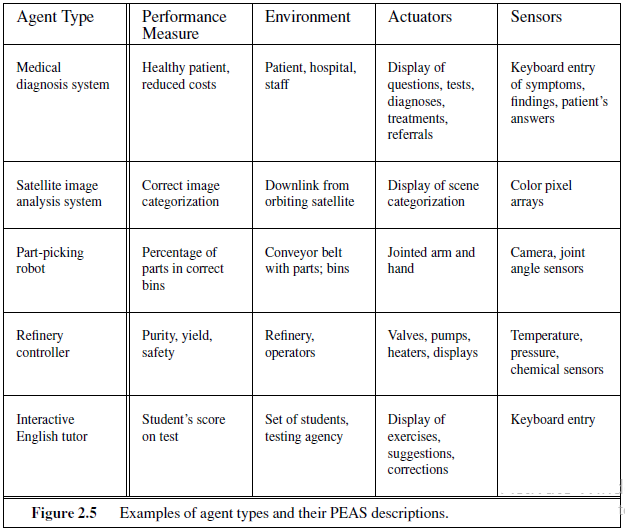 Agent Type Performance Measure Environment Actuators Sensors
Medical diagnosis system
Healthy patient, reduced costs
Patient, hospital, staff
Display of questions, tests, diagnoses, treatments, referrals
Keyboard entry of symptoms, findings, patient's answers
Satellite image analysis system
Correct image categorization
Downlink from orbiting satellite
Display of scene categorization
Color pixel arrays
Part-picking robot
Percentage of parts in correct bins
Conveyor belt with parts; bins
Jointed arm and hand
Camera, joint angle sensors
Refinery controller
Purity, yield, safety
Refinery, operators
Valves, pumps, heaters, displays
Temperature, pressure, chemical sensors
Interactive English tutor
Student's score on test
Set of students, testing agency
Display of exercises, suggestions, corrections
Keyboard entry
Figure 2.5 Examples of agent types and their PEAS descriptions.